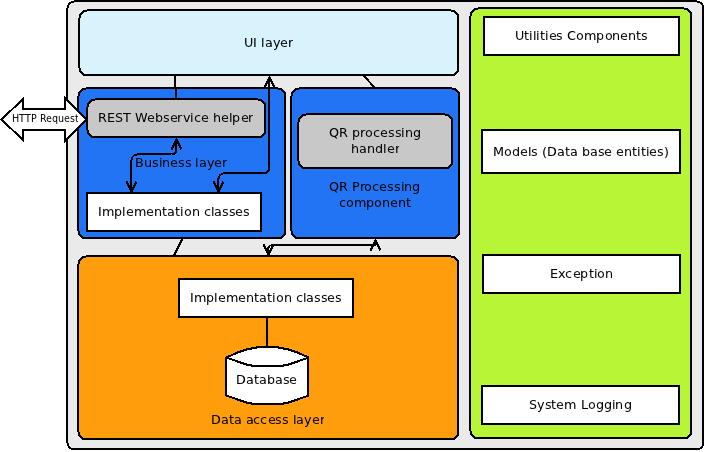 UI layer
Utilities Components
HTTP Request
REST Webservice helper
Business layer
Implementation classes
QR processing
handler
QR Processing
component
Models (Data base entities)
Implementation classes
Database
Data access layer
Exception
System Logging